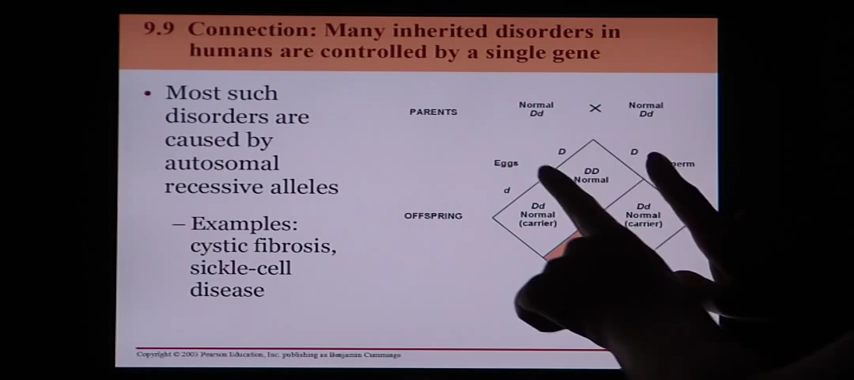 9.9 Connection: Many inherited disorders in
humans are controlled by a single gene
• Most such
disorders are
caused by
autosomal
recessive alleles
– Examples:
cystic fibrosis,
sickle-cell
disease
PARENTS
Normal
Dd
×
Normal
Dd
Eggs
D
D
d
DD
Normal
OFFSPRING
Dd
Normal
(carrier)
Dd
Normal
(carrier)
Copyright © 2003 Pearson Education, Inc. publishing as Benjamin Cummings